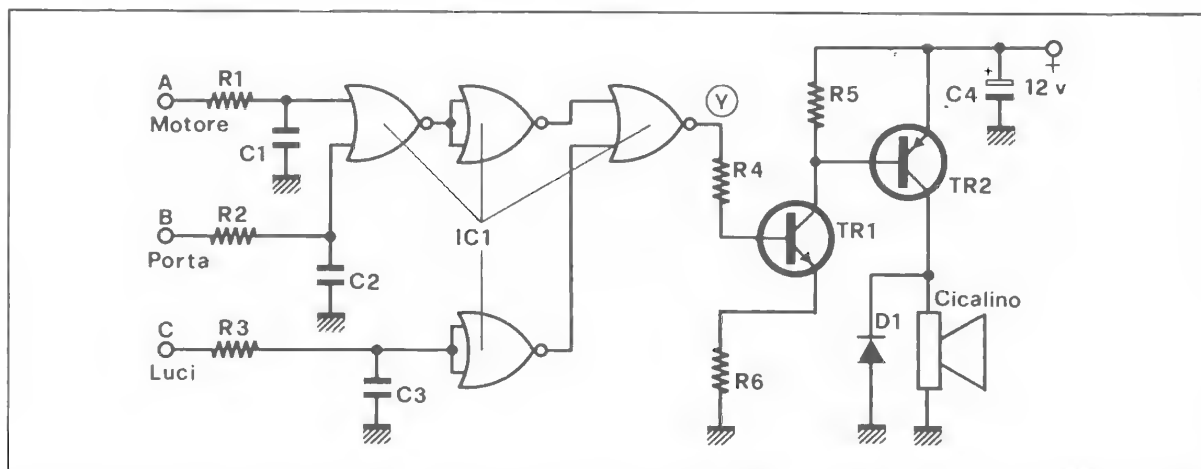 A
R1
Motore
C1
B
R2
Porta
C2
C
R3
Luci
C3
IC1
Y
R4
R5
TR1
R6
TR2
C4
+
12 v
+
D1
Cicalino